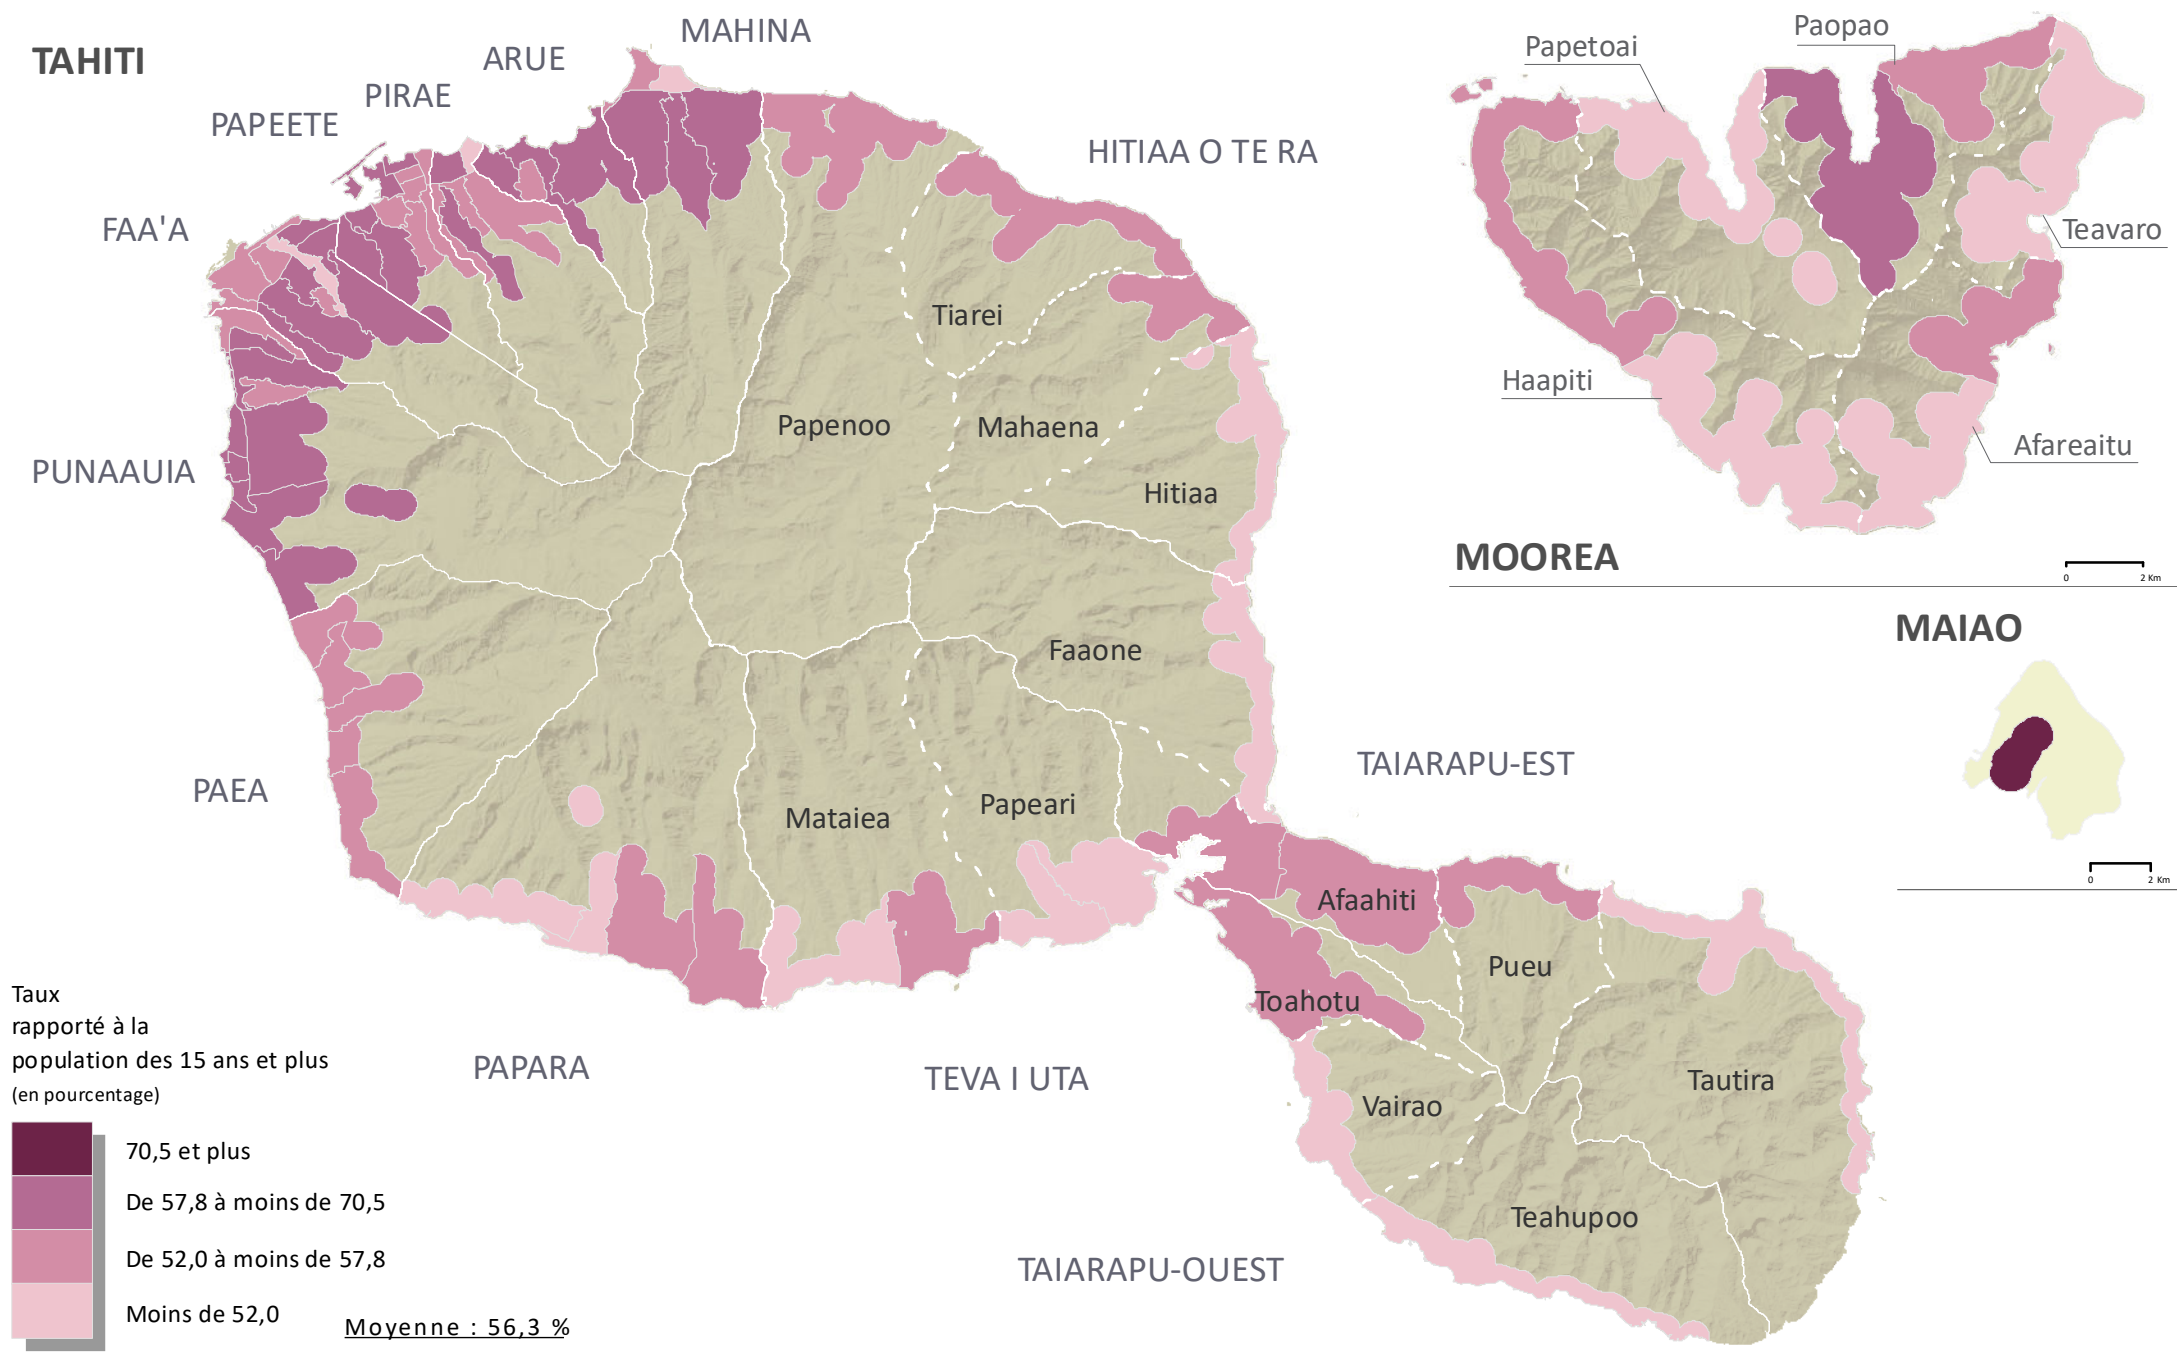 TAHITI
MAHINA
ARUE
PIRAE
PAPEETE
FAA'A
HITIAA O TE RA
PUNAAUIA
PAEA
PAPARA
TEVA I UTA
TAIARAPU-EST
TAIARAPU-OUEST
Tiarei
Papenoo
Mahaena
Hitiaa
Faaone
Mataiea
Papeari
Afaahiti
Pueu
Toahotu
Vairao
Tautira
Teahupoo
Papetoai
Paopao
Teavaro
Haapiti
Afareaitu
MOOREA
0 2 Km
MAIAO
0 2 Km
Taux
rapporté à la
population des 15 ans et plus
(en pourcentage)
70,5 et plus
De 57,8 à moins de 70,5
De 52,0 à moins de 57,8
Moins de 52,0
Moyenne : 56,3 %